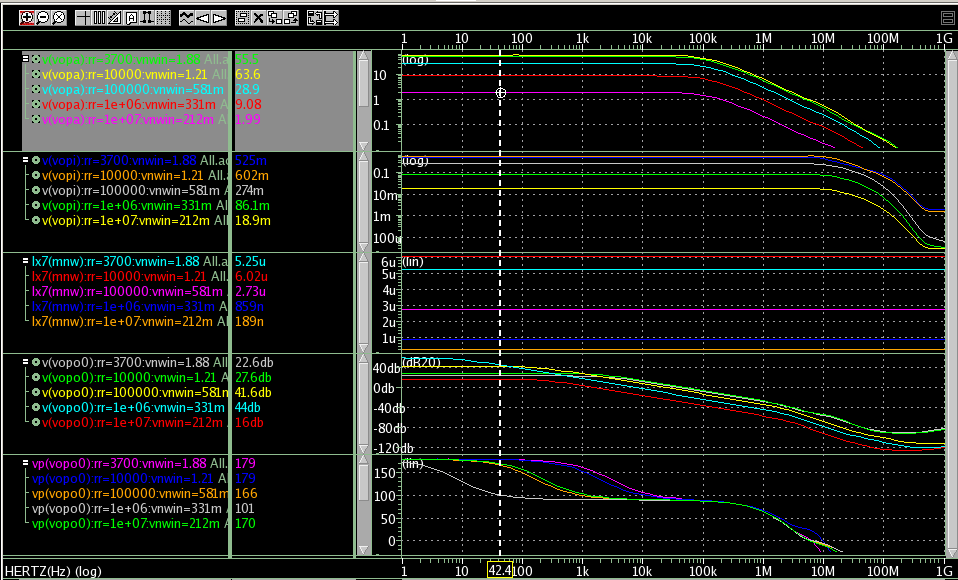 1 10 100 1k 10k 100k 1M 10M 100M 1G
v(vopa):rr=3700:vnwin=1.88 All.a
v(vopa):rr=10000:vnwin=1.21 63.6
v(vopa):rr=100000:vnwin=581m 28.9
v(vopa):rr=1e+06:vnwin=331m 9.08
v(vopa):rr=1e+07:vnwin=212m 1.99
(log)
10
1
0.1
v(vopi):rr=3700:vnwin=1.88 All.ac 525m
v(vopi):rr=10000:vnwin=1.21 All. 602m
v(vopi):rr=100000:vnwin=581m A 274m
v(vopi):rr=1e+06:vnwin=331m All 86.1m
v(vopi):rr=1e+07:vnwin=212m All 18.9m
(log)
0.1
10m
1m
100u
lx7(mnw):rr=3700:vnwin=1.88 All.a 5.25u
lx7(mnw):rr=10000:vnwin=1.21 All. 6.02u
lx7(mnw):rr=100000:vnwin=581m 2.73u
lx7(mnw):rr=1e+06:vnwin=331m A 859n
lx7(mnw):rr=1e+07:vnwin=212m All 189n
(lin)
6u
5u
4u
3u
2u
1u
v(vopo0):rr=3700:vnwin=1.88 All.a 22.6db
v(vopo0):rr=10000:vnwin=1.21 Al 27.6db
v(vopo0):rr=100000:vnwin=581m 41.6db
v(vopo0):rr=1e+06:vnwin=331m A 44db
v(vopo0):rr=1e+07:vnwin=212m A 16db
(dB20)
40db
0db
-40db
-80db
-120db
vp(vopo0):rr=3700:vnwin=1.88 All. 179
vp(vopo0):rr=10000:vnwin=1.21 A 179
vp(vopo0):rr=100000:vnwin=581m 166
vp(vopo0):rr=1e+06:vnwin=331m 101
vp(vopo0):rr=1e+07:vnwin=212m A 170
(lin)
150
100
50
0
HERTZ(Hz) (log)
1 10 42.4 100 1k 10k 100k 1M 10M 100M 1G